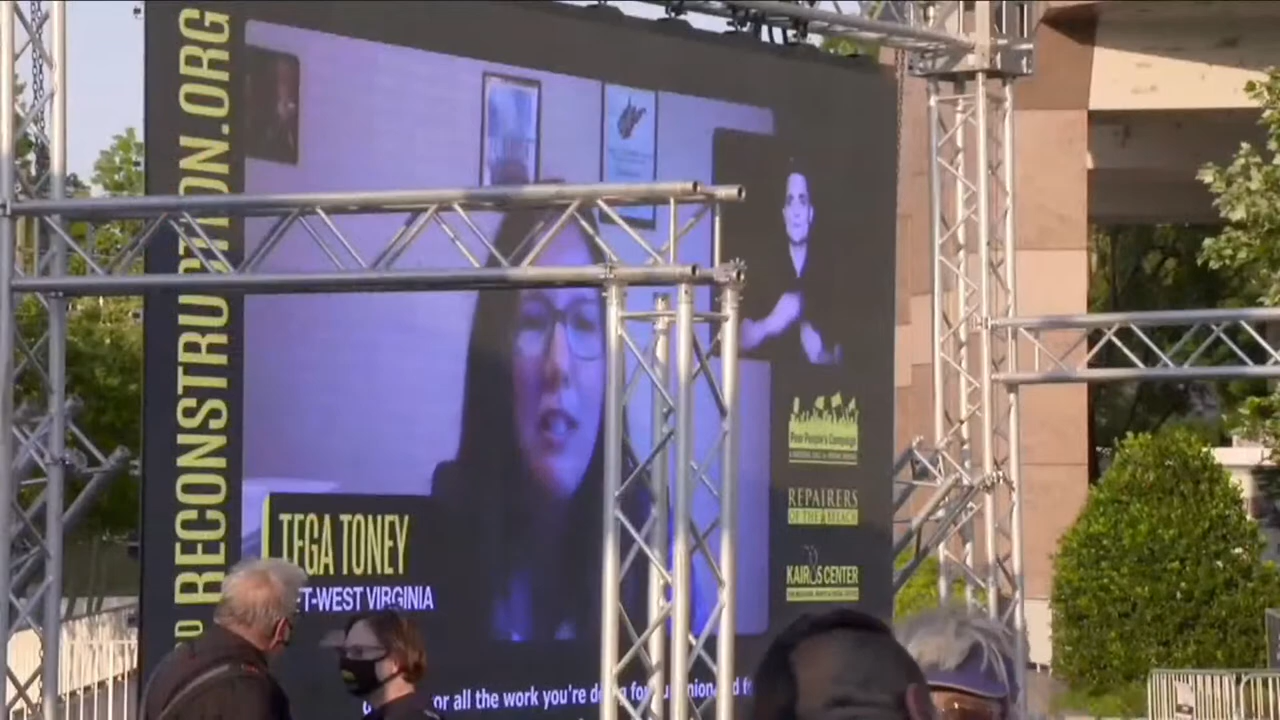 RECONSTRUCTION.ORG
TEGA TONEY
T-WEST VIRGINIA
Poor People's Campaign
REPAIRERS
OF THE BREACH
KAIROS CENTER
or all the work you're doing for